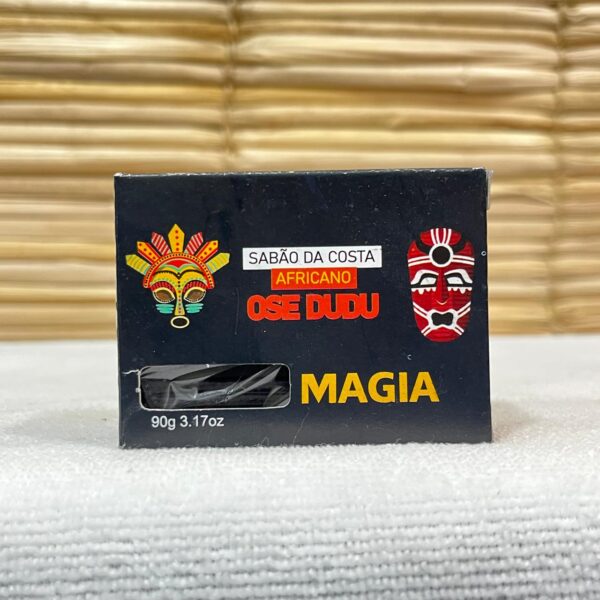 SABÃO DA COSTA
AFRICANO
OSE DUDU
MAGIA
90g 3.17oz